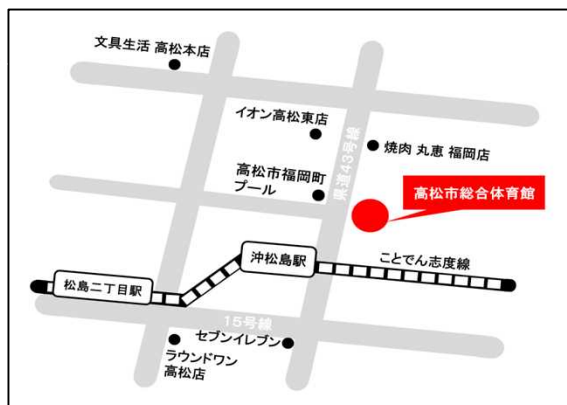 文具生活 高松本店
イオン高松東店
県道43号線
焼肉 丸恵 福岡店
高松市福岡町
プール
高松市総合体育館
沖松島駅
ことでん志度線
松島二丁目駅
15号線
セブンイレブン
ラウンドワン
高松店